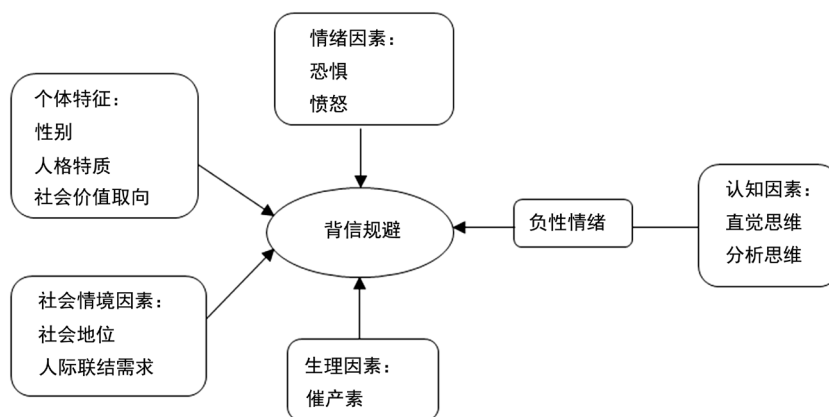 情绪因素：
恐惧
愤怒
个体特征：
性别
人格特质
社会价值取向
认知因素：
直觉思维
分析思维
负性情绪
背信规避
社会情境因素：
社会地位
人际联结需求
生理因素：
催产素